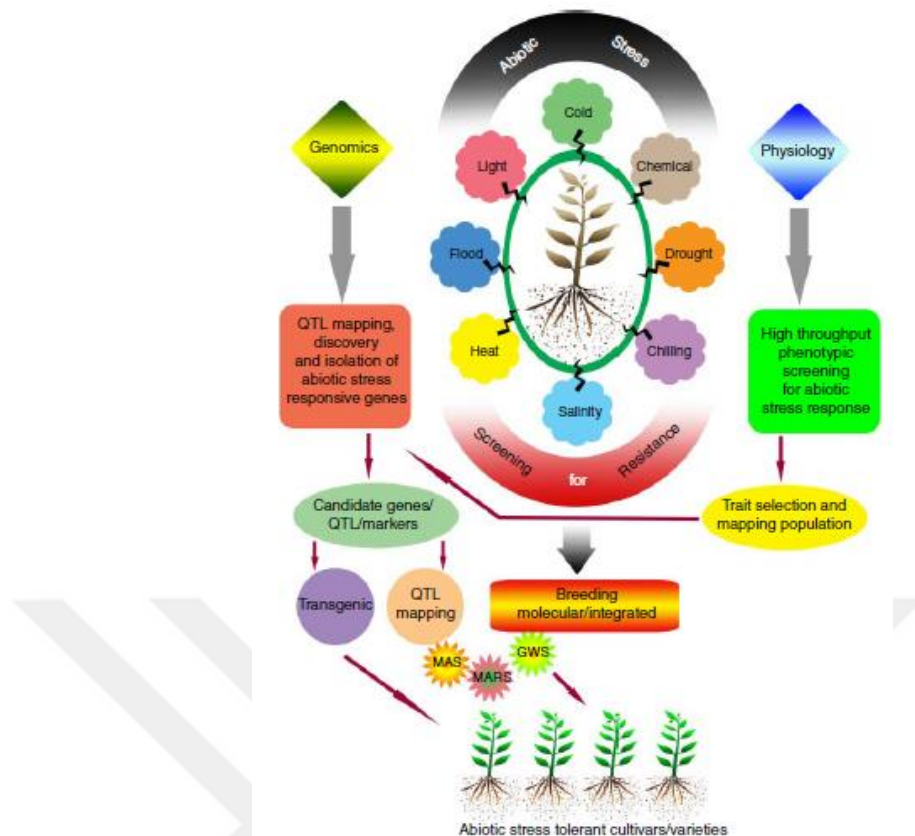 Abiotic Stress
Cold
Genomics
Physiology
Light
Chemical
Flood
Drought
QTL mapping,
discovery
and isolation of
abiotic stress
responsive genes
High throughput
phenotypic
screening
for abiotic
stress response
Heat
Chilling
Salinity
Screening for Resistance
Candidate genes/
QTL/markers
Trait selection and
mapping population
Transgenic
QTL
mapping
Breeding
molecular/integrated
MAS
MARS
GWS
Abiotic stress tolerant cultivars/varieties